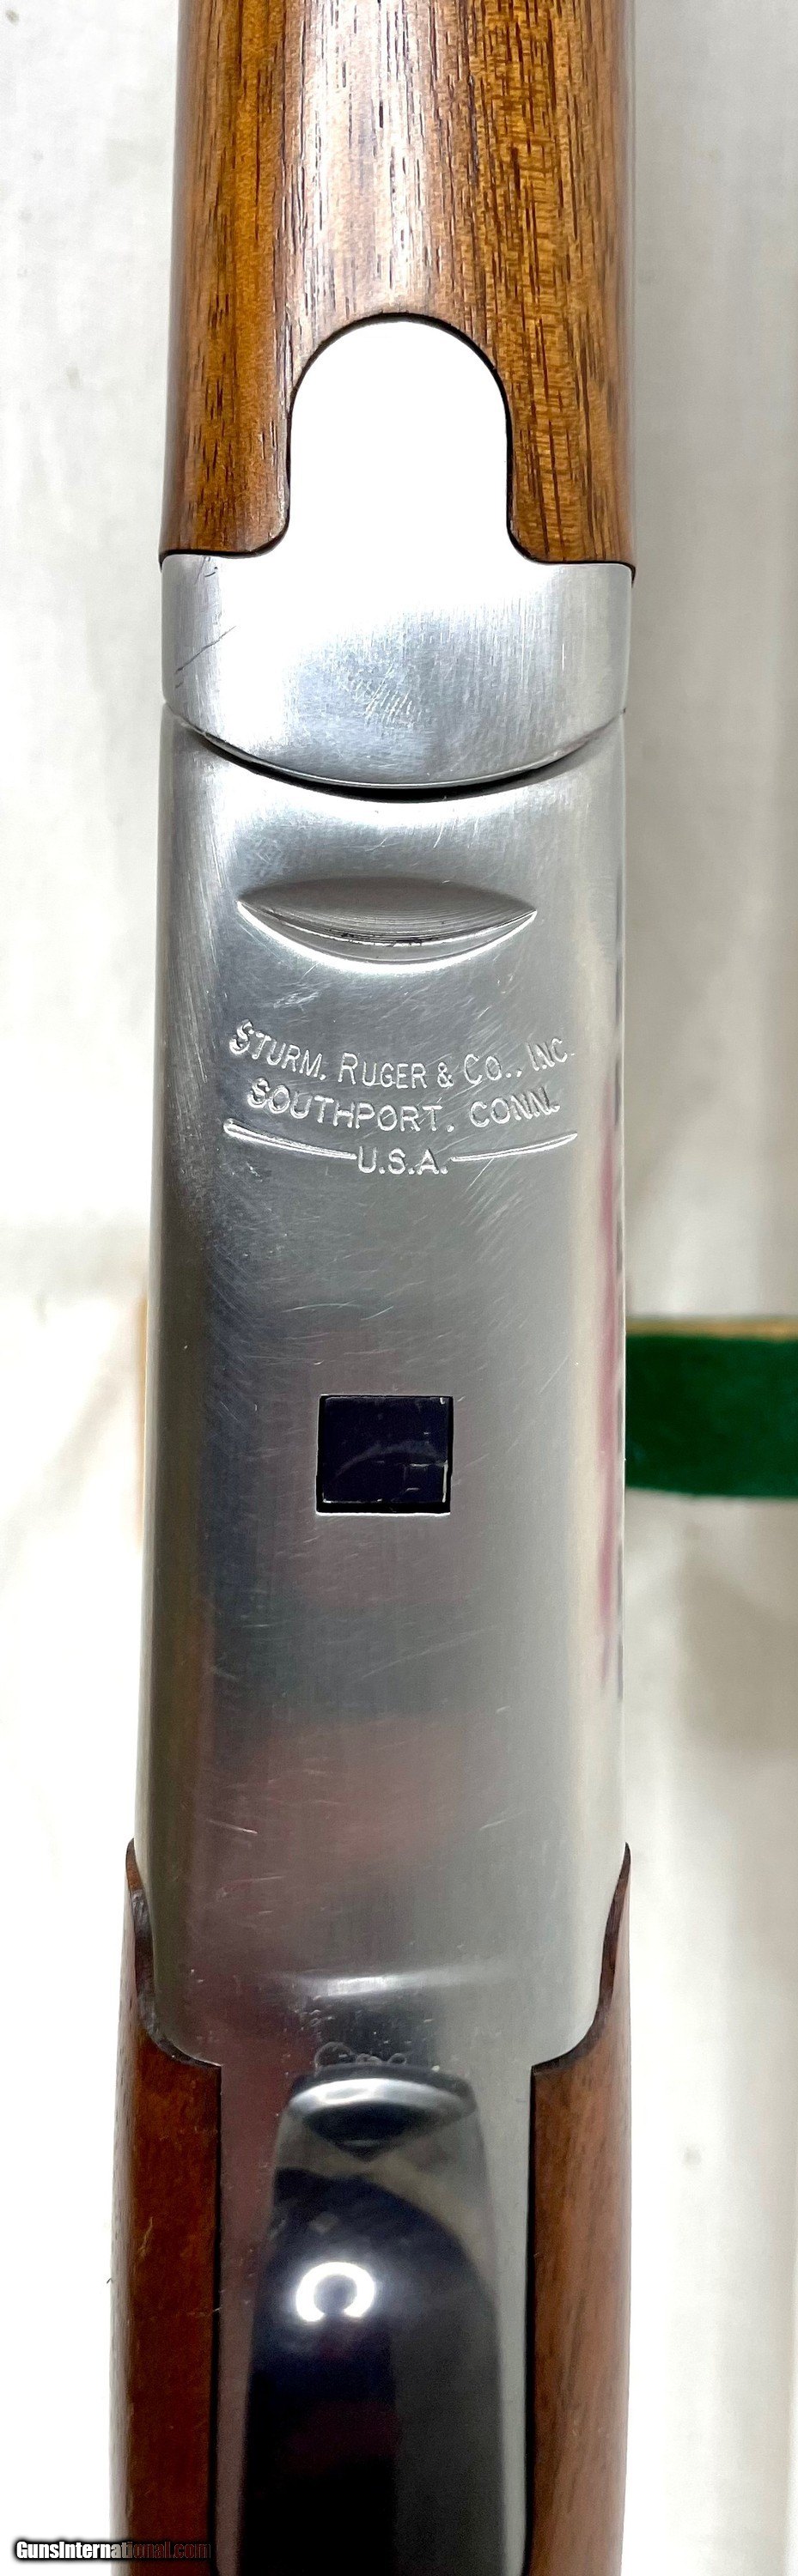 STURM, RUGER & CO., INC.
SOUTHPORT, CONN.
U.S.A.
GunsInternational.com